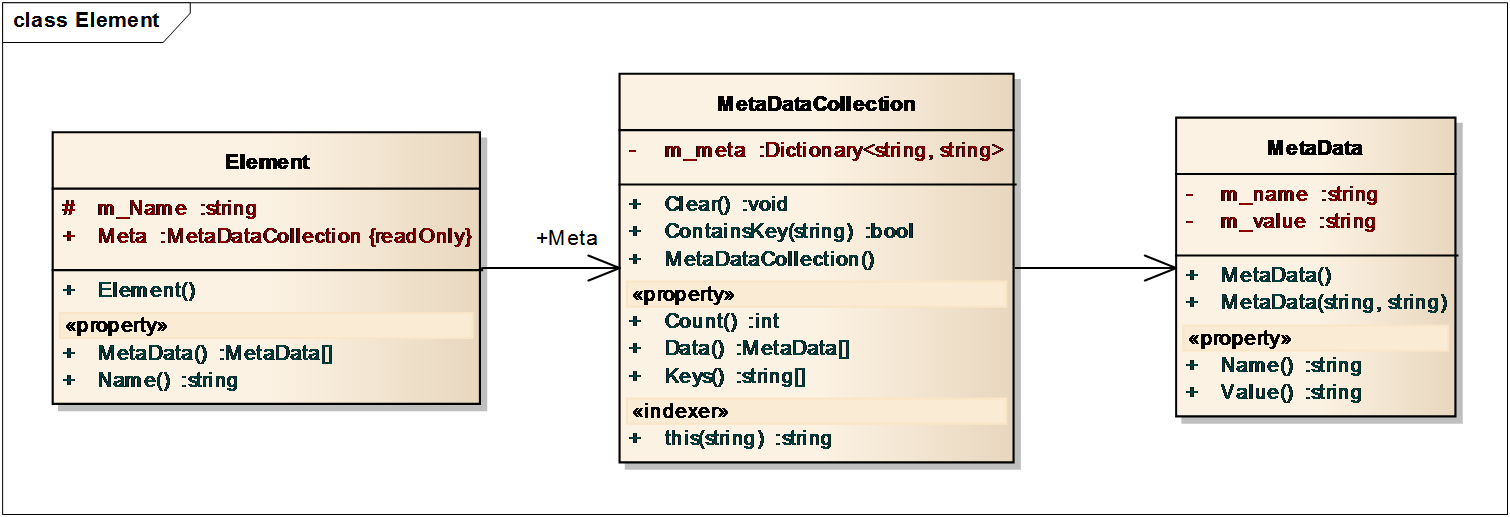 class Element
Element
# m_Name :string
+ Meta :MetaDataCollection {readOnly}
+ Element()
«property»
+ MetaData() :MetaData[]
+ Name() :string
+Meta
MetaDataCollection
- m_meta :Dictionary<string, string>
+ Clear() :void
+ ContainsKey(string) :bool
+ MetaDataCollection()
«property»
+ Count() :int
+ Data() :MetaData[]
+ Keys() :string[]
«indexer»
+ this(string) :string
MetaData
- m_name :string
- m_value :string
+ MetaData()
+ MetaData(string, string)
«property»
+ Name() :string
+ Value() :string